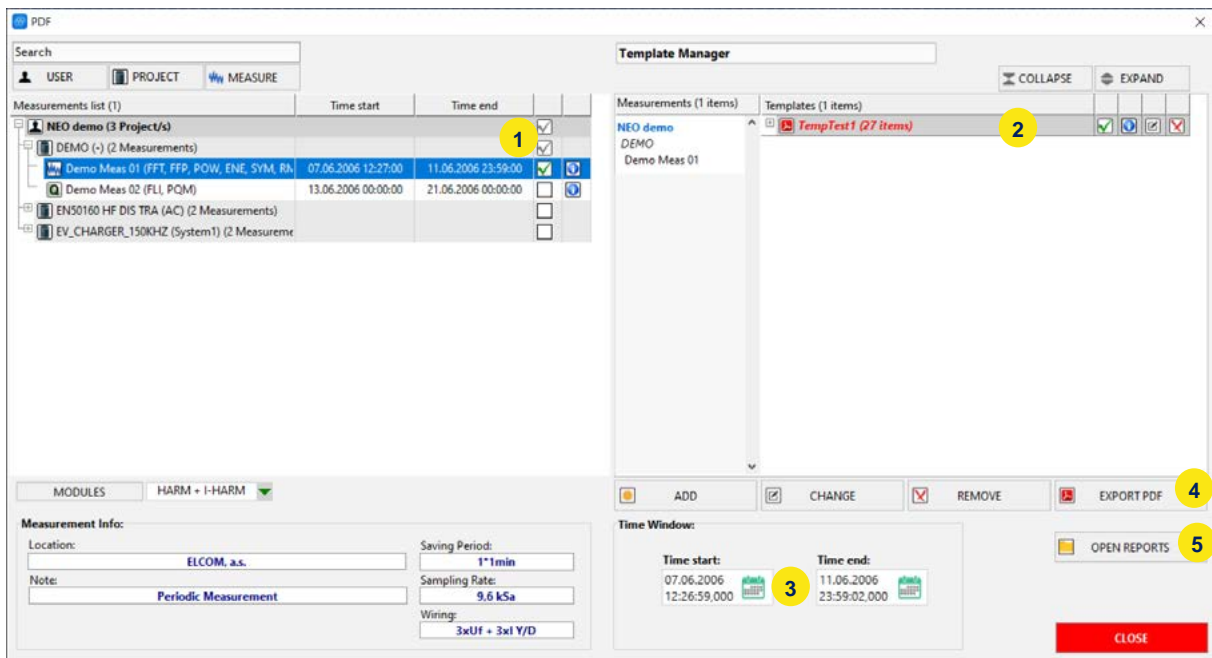 PDF
Search
Template Manager
USER PROJECT MEASURE
COLLAPSE EXPAND
Measurements list (1) Time start Time end
Measurements (1 items) Templates (1 items)
NEO demo (3 Project/s)
1
NEO demo
TempTest1 (27 items)
2
DEMO (-) (2 Measurements)
DEMO
Demo Meas 01 (FFT, FFP, POW, ENE, SYM, RM 07.06.2006 12:27:00 11.06.2006 23:59:00
Demo Meas 01
Demo Meas 02 (FLI, PQM) 13.06.2006 00:00:00 21.06.2006 00:00:00
EN50160 HF DIS TRA (AC) (2 Measurements)
EV_CHARGER_150KHZ (System1) (2 Measureme
MODULES HARM + I-HARM
ADD CHANGE REMOVE EXPORT PDF 4
Measurement Info:
Location:
ELCOM, a.s.
Note:
Periodic Measurement
Saving Period:
1*1min
Sampling Rate:
9,6 kSa
Wiring:
3xUf + 3xI Y/D
Time Window:
Time start: Time end:
07.06.2006
12:26:59,000
3
11.06.2006
23:59:02,000
OPEN REPORTS 5
CLOSE